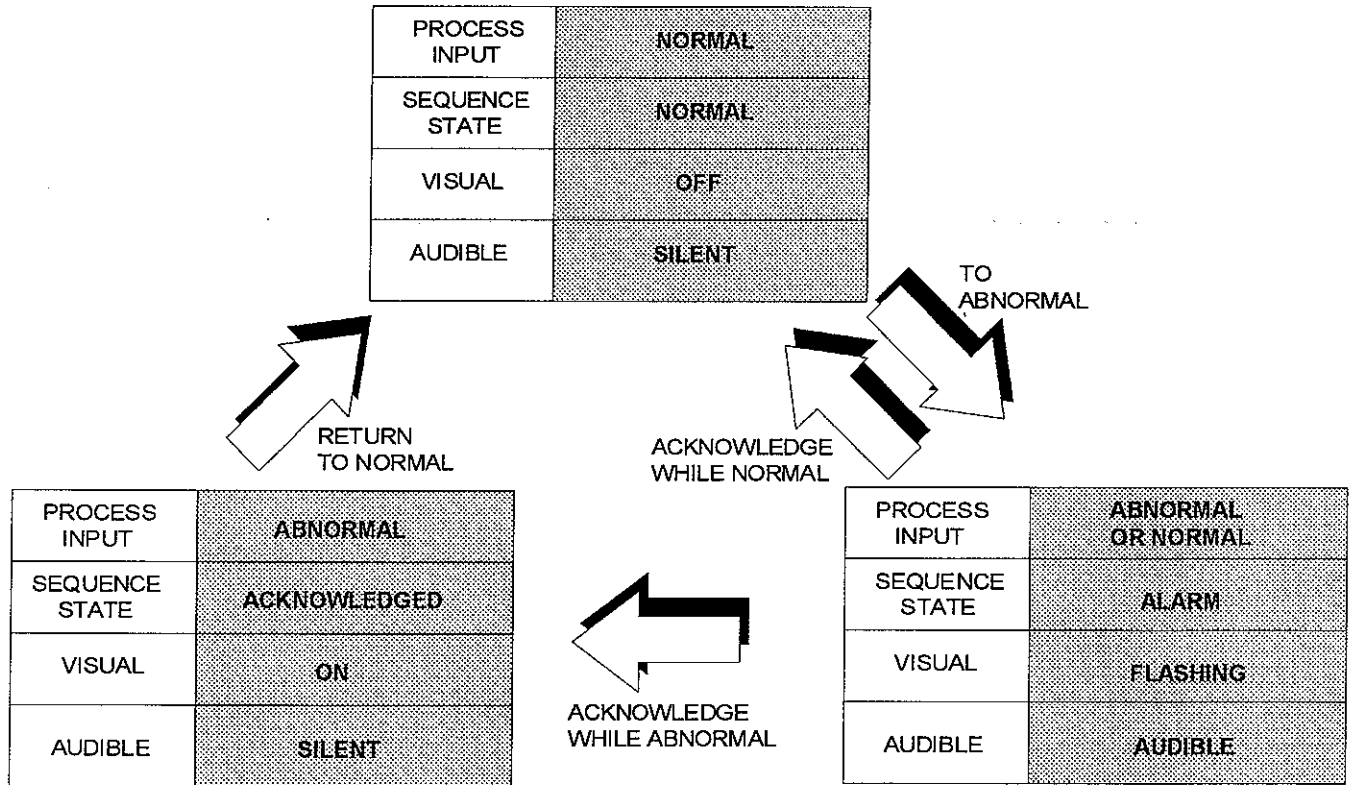 PROCESS
INPUT
NORMAL
SEQUENCE
STATE
NORMAL
VISUAL
OFF
AUDIBLE
SILENT
TO
ABNORMAL
RETURN
TO NORMAL
ACKNOWLEDGE
WHILE NORMAL
PROCESS
INPUT
ABNORMAL
SEQUENCE
STATE
ACKNOWLEDGED
VISUAL
ON
AUDIBLE
SILENT
ACKNOWLEDGE
WHILE ABNORMAL
PROCESS
INPUT
ABNORMAL
OR NORMAL
SEQUENCE
STATE
ALARM
VISUAL
FLASHING
AUDIBLE
AUDIBLE